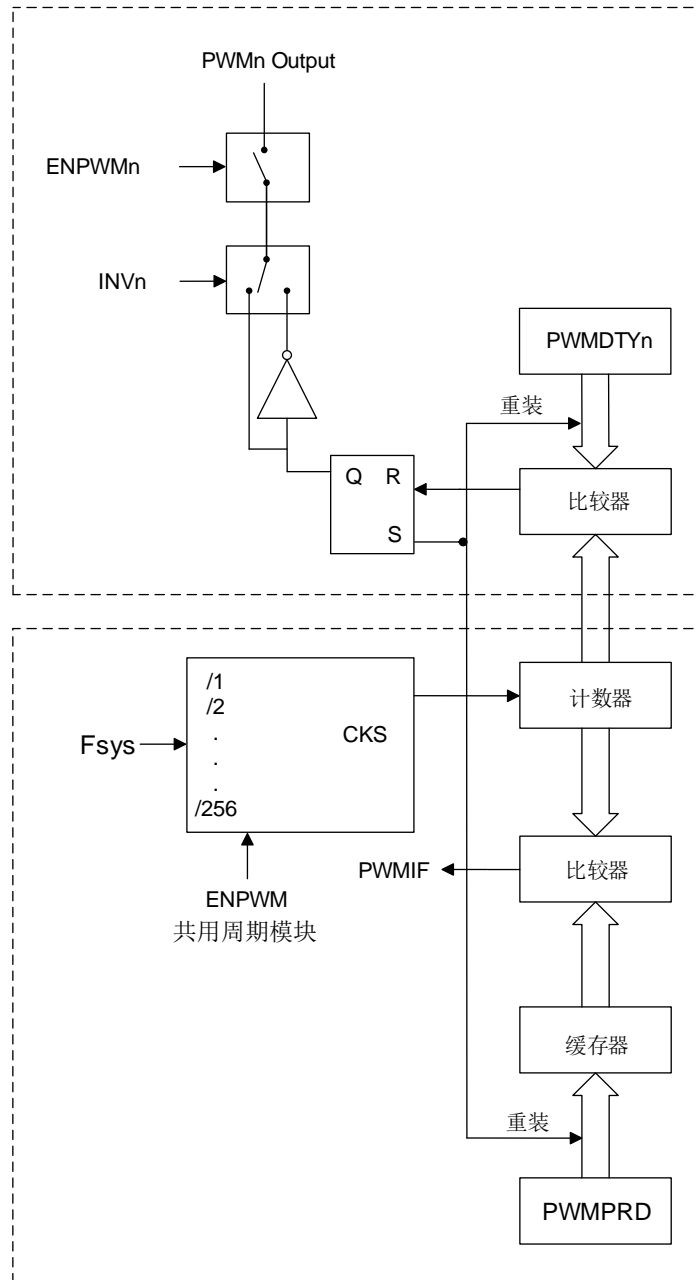 PWMn Output
ENPWMn
INVn
PWMDTYn
重装
Q R
S
比较器
/1
/2
.
.
.
/256
CKS
Fsys
计数器
ENPWM
共用周期模块
PWMIF
比较器
缓存器
重装
PWMPRD